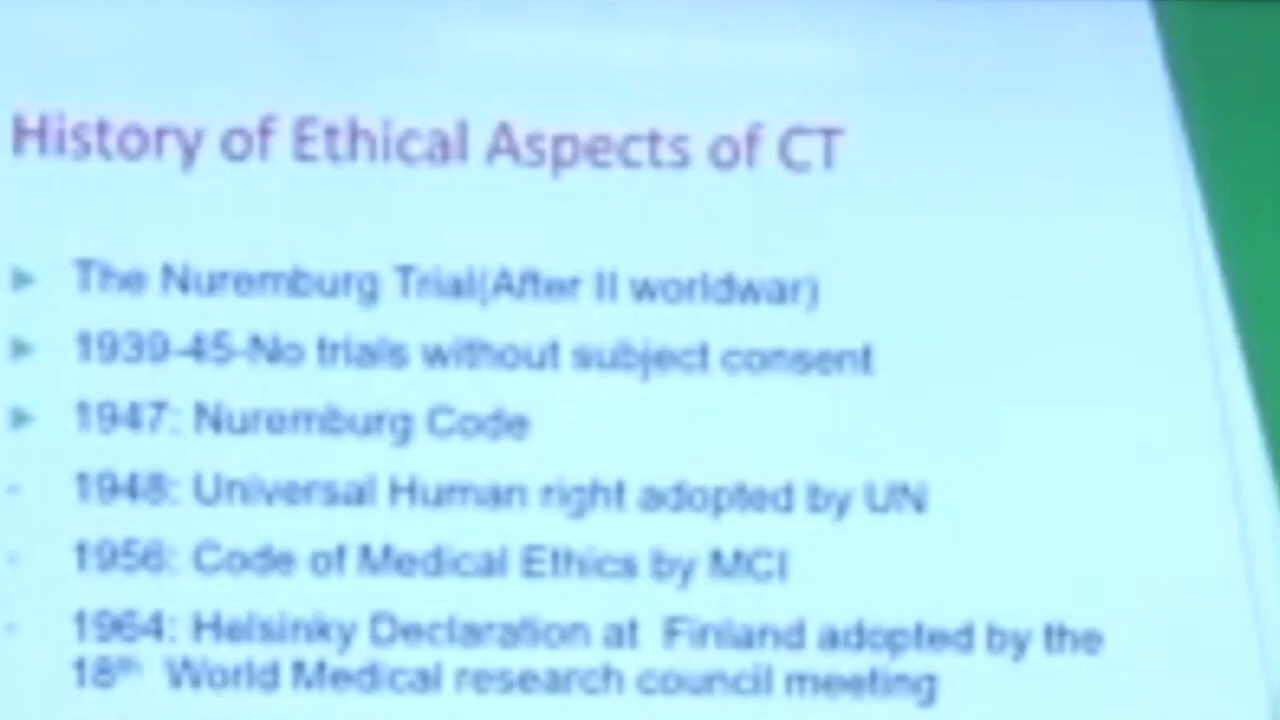 History of Ethical Aspects of CT
The Nuremburg Trial(After II worldwar)
1939-45-No trials without subject consent
1947: Nuremburg Code
1948: Universal Human right adopted by UN
1956: Code of Medical Ethics by MCI
1964: Helsinky Declaration at Finland adopted by the
18th World Medical research council meeting